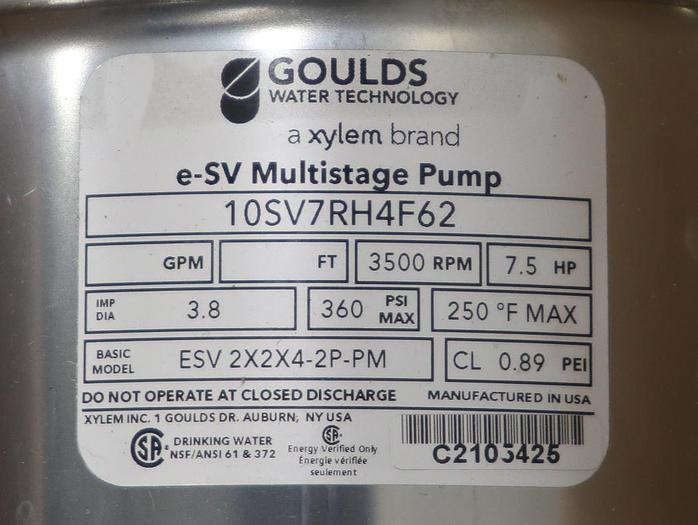 GOULDS
WATER TECHNOLOGY
a xylem brand
e-SV Multistage Pump
10SV7RH4F62
GPM FT 3500 RPM 7.5 HP
IMP DIA 3.8 360 PSI MAX 250 °F MAX
BASIC MODEL ESV 2X2X4-2P-PM CL 0.89 PEI
DO NOT OPERATE AT CLOSED DISCHARGE MANUFACTURED IN USA
XYLEM INC. 1 GOULDS DR. AUBURN, NY USA
SA DRINKING WATER
NSF/ANSI 61 & 372
SA
Energy Verified Only
Énergie vérifiée
seulement
C2103425